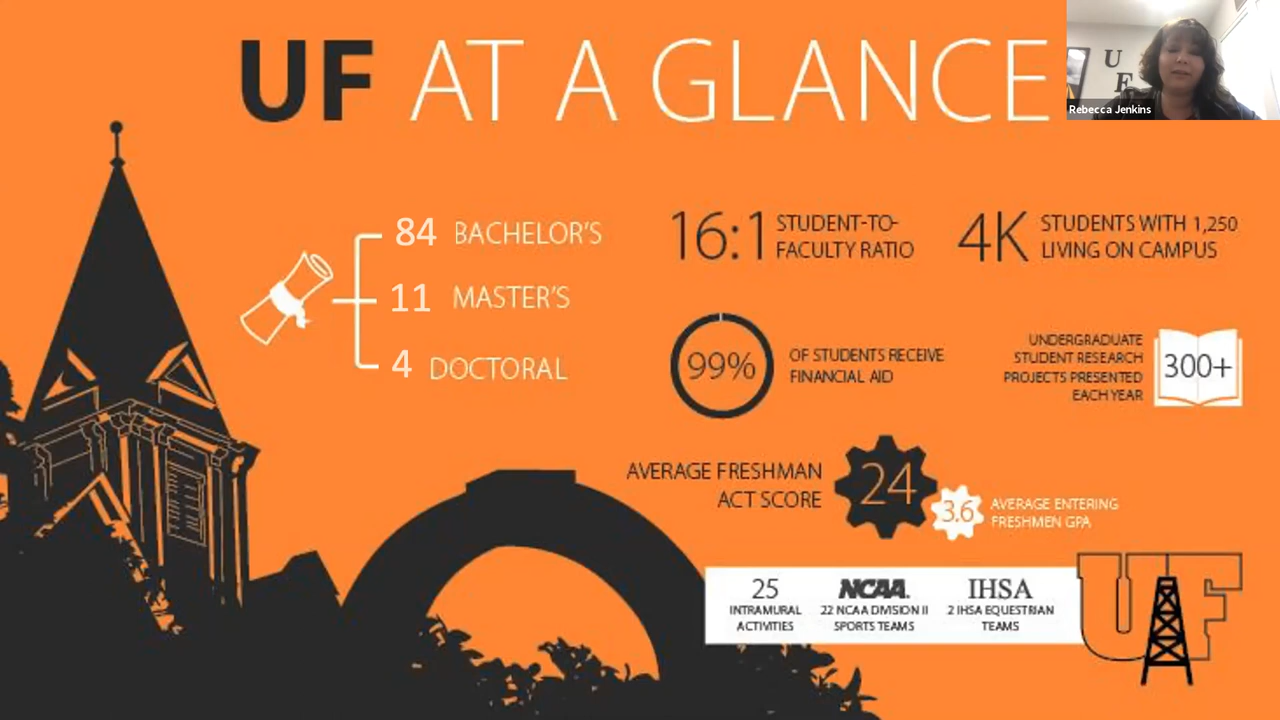 UF AT A GLANCE
U
F
Rebecca Jenkins
84 BACHELOR'S
11 MASTER'S
4 DOCTORAL
16:1 STUDENT-TO-
FACULTY RATIO
4K STUDENTS WITH 1,250
LIVING ON CAMPUS
99% OF STUDENTS RECEIVE
FINANCIAL AID
UNDERGRADUATE
STUDENT RESEARCH
PROJECTS PRESENTED
EACH YEAR
300+
AVERAGE FRESHMAN
ACT SCORE
24
3.6 AVERAGE ENTERING
FRESHMEN GPA
25
INTRAMURAL
ACTIVITIES
NCAA.
22 NCAA DIVISION II
SPORTS TEAMS
IHSA
2 IHSA EQUESTRIAN
TEAMS
UF